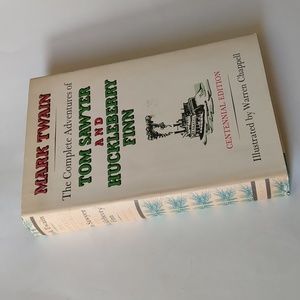 MARK TWAIN
The Complete Adventures of
TOM SAWYER
AND
HUCKLEBERRY
FINN
CENTENNIAL EDITION
Illustrated by Warren Chappell